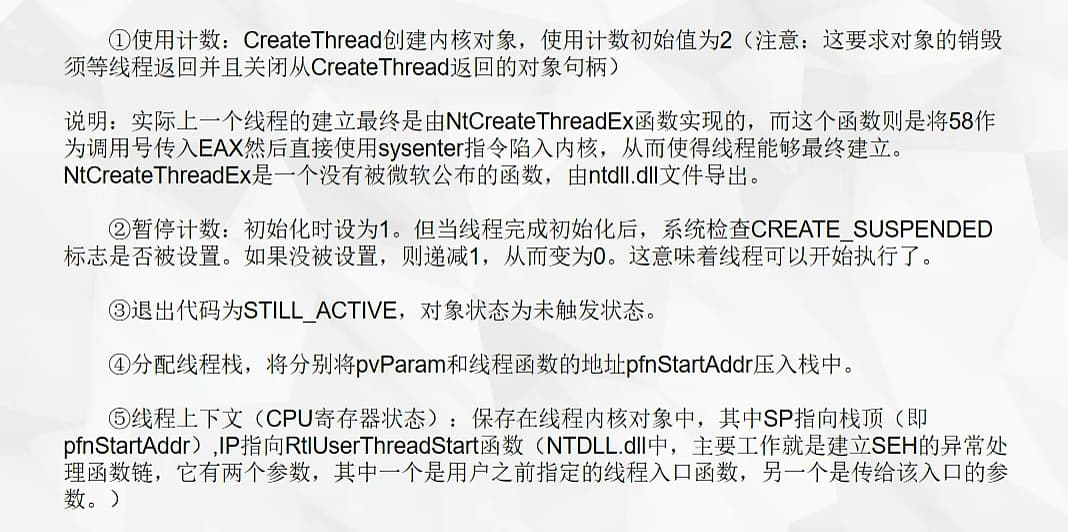 ①使用计数：CreateThread创建内核对象，使用计数初始值为2（注意：这要求对象的销毁
须等线程返回并且关闭从CreateThread返回的对象句柄）
说明：实际上一个线程的建立最终是由NtCreateThreadEx函数实现的，而这个函数则是将58作
为调用号传入EAX然后直接使用sysenter指令陷入内核，从而使得线程能够最终建立。
NtCreateThreadEx是一个没有被微软公布的函数，由ntdll.dll文件导出。
②暂停计数：初始化时设为1。但当线程完成初始化后，系统检查CREATE_SUSPENDED
标志是否被设置。如果没被设置，则递减1，从而变为0。这意味着线程可以开始执行了。
③退出代码为STILL_ACTIVE，对象状态为未触发状态。
④分配线程栈，将分别将pvParam和线程函数的地址pfnStartAddr压入栈中。
⑤线程上下文（CPU寄存器状态）：保存在线程内核对象中，其中SP指向栈顶（即
pfnStartAddr）,IP指向RtlUserThreadStart函数（NTDLL.dll中，主要工作就是建立SEH的异常处
理函数链，它有两个参数，其中一个是用户之前指定的线程入口函数，另一个是传给该入口的参
数。）